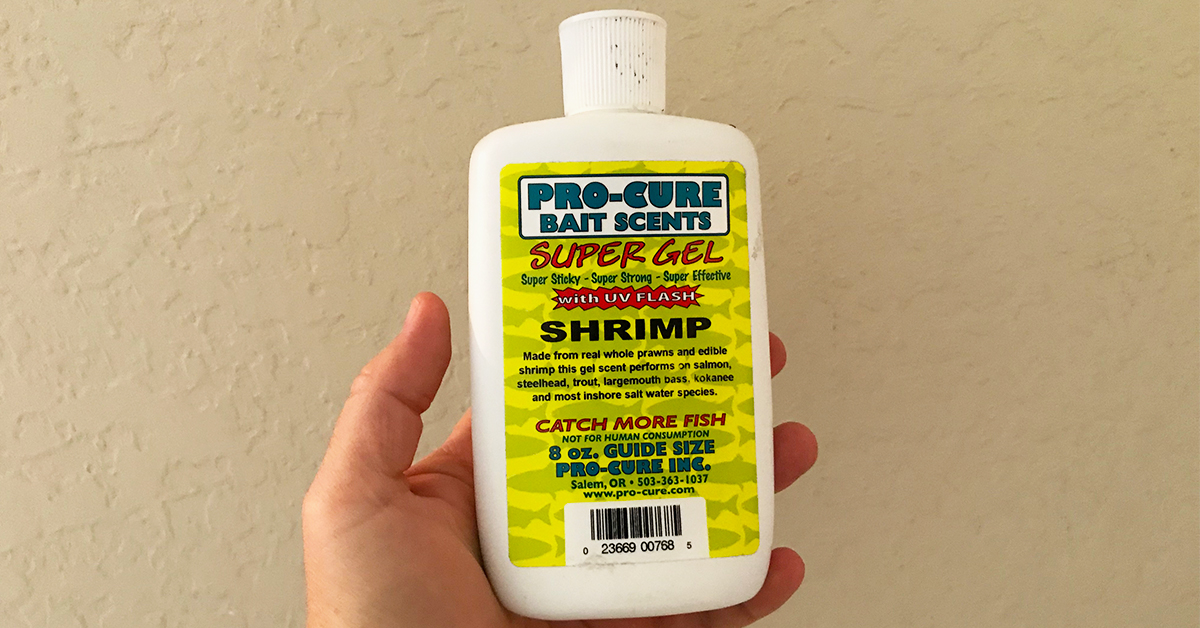 PRO-CURE
BAIT SCENTS
SUPER GEL
Super Sticky - Super Strong - Super Effective
with UV FLASH
SHRIMP
Made from real whole prawns and edible
shrimp this gel scent performs on salmon,
steelhead, trout, largemouth bass, kokanee
and most inshore salt water species.
CATCH MORE FISH
NOT FOR HUMAN CONSUMPTION
8 oz. GUIDE SIZE
PRO-CURE INC.
Salem, OR • 503-363-1037
www.pro-cure.com
0 23669 00768 5